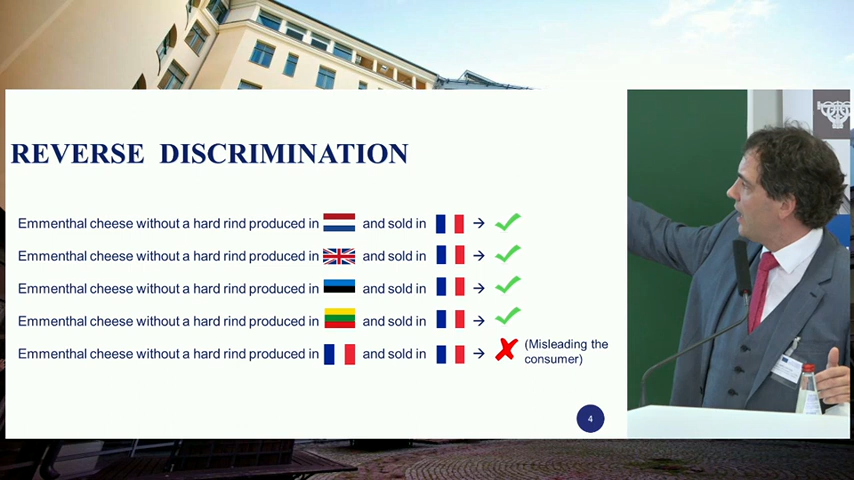 REVERSE DISCRIMINATION
Emmenthal cheese without a hard rind produced in and sold in →
Emmenthal cheese without a hard rind produced in and sold in →
Emmenthal cheese without a hard rind produced in and sold in →
Emmenthal cheese without a hard rind produced in and sold in →
Emmenthal cheese without a hard rind produced in and sold in → (Misleading the
consumer)
4